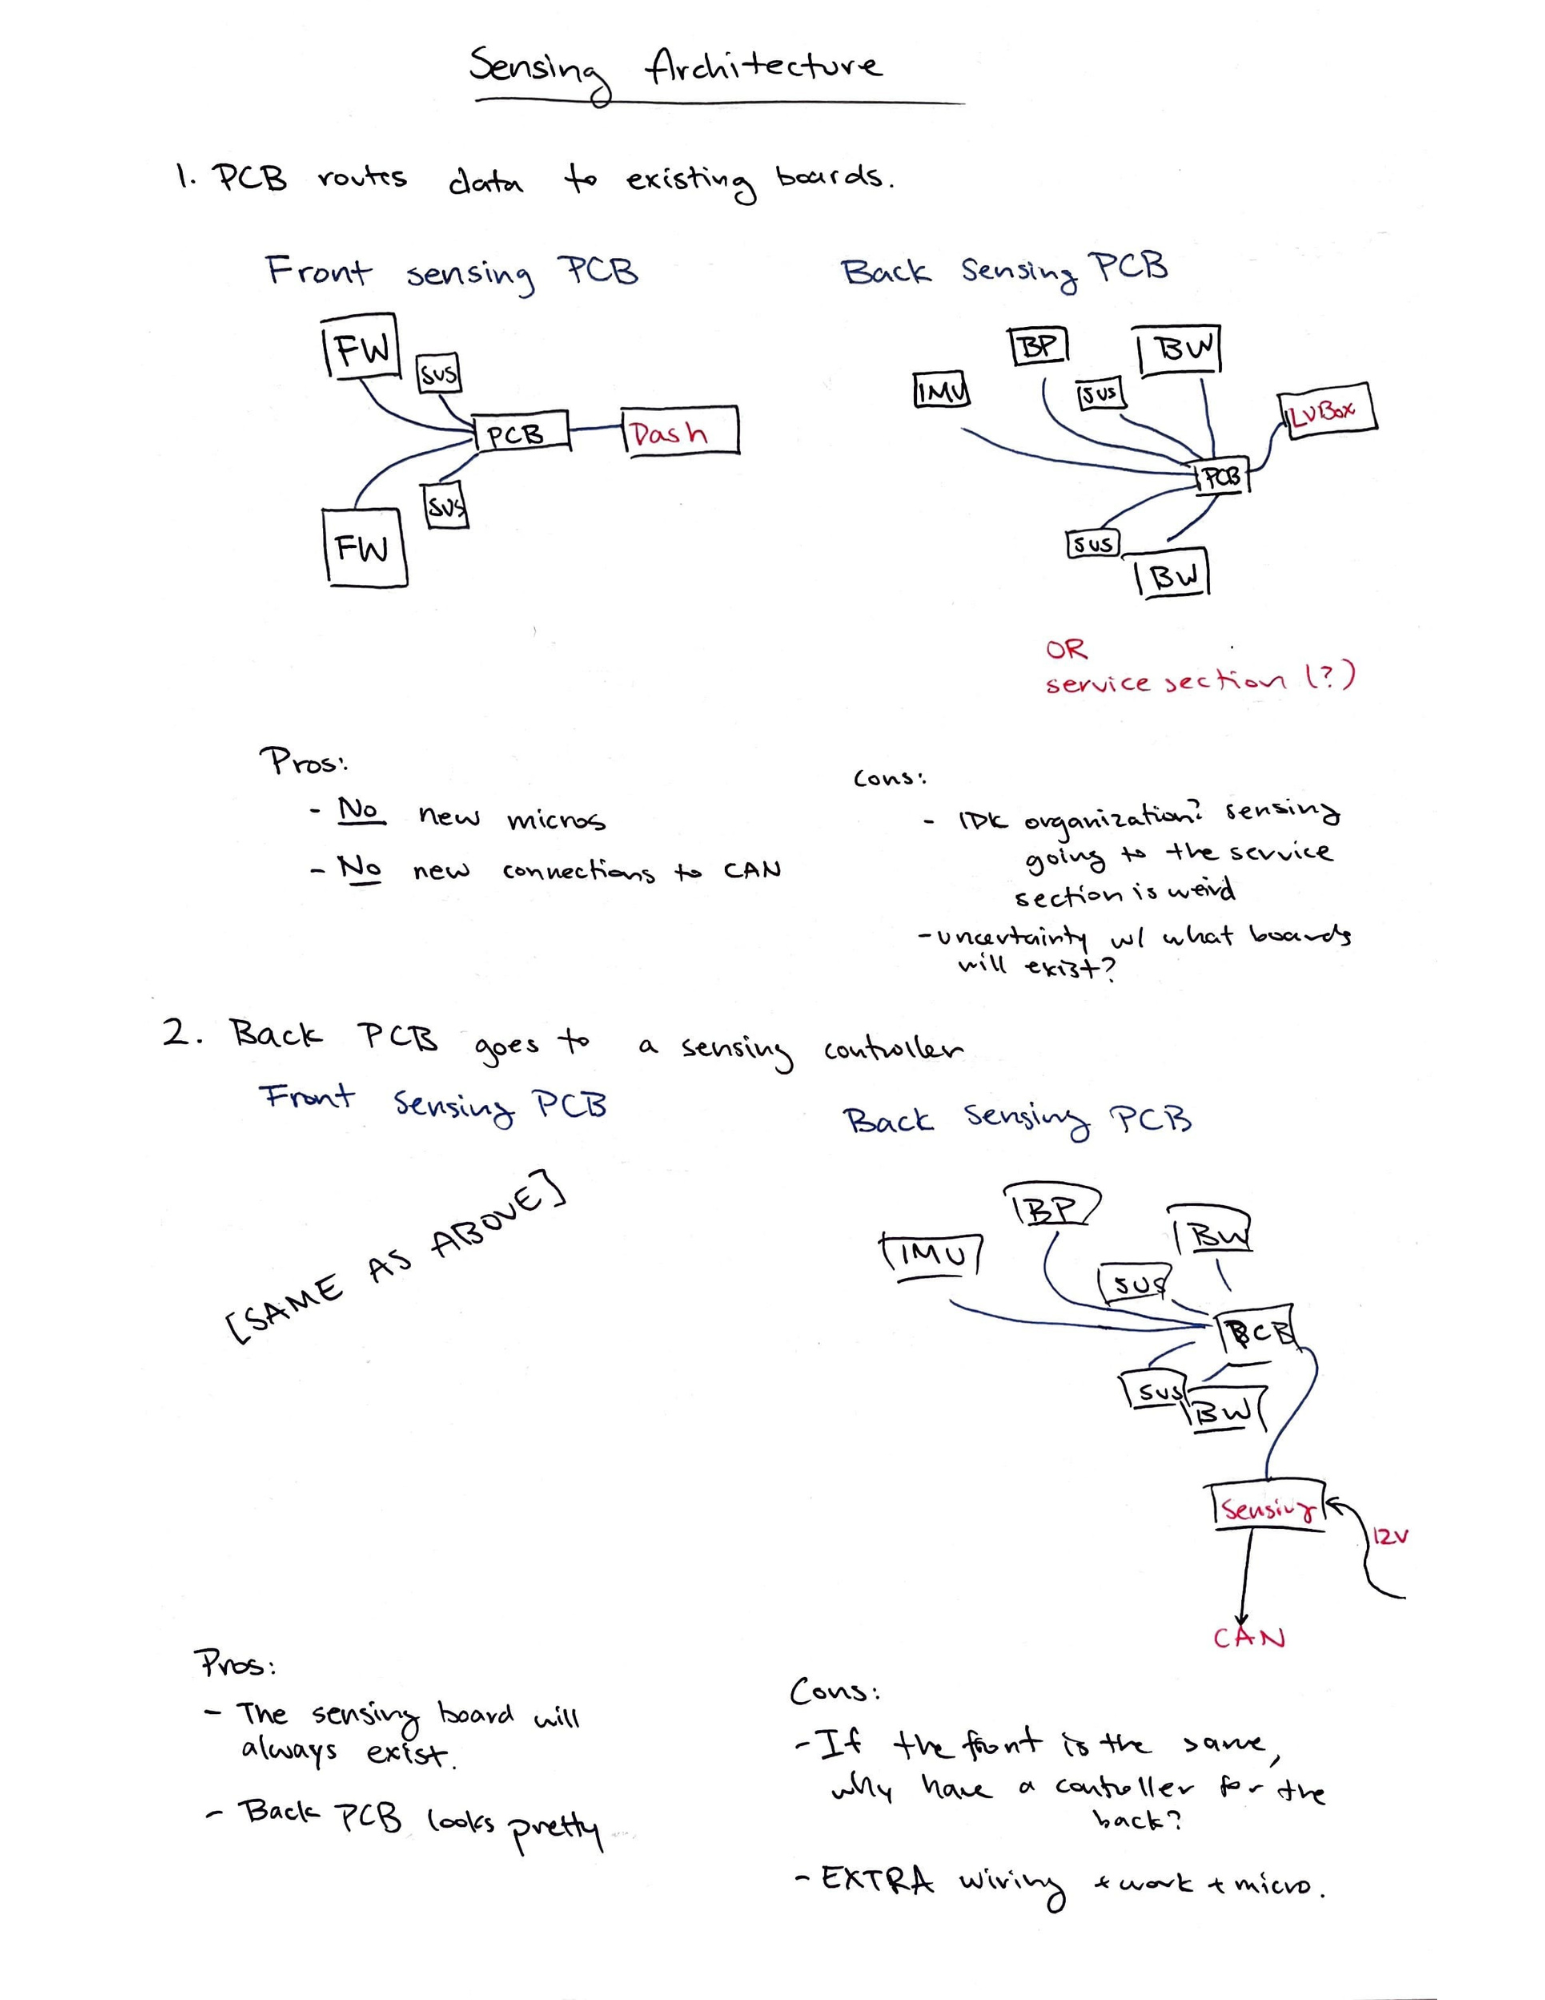 Sensing Architecture
1. PCB routes data to existing boards.
Front sensing PCB
FW
SUS
PCB
Dash
SUS
FW
Back Sensing PCB
BP
BW
IMU
SUS
LVBox
PCB
SUS
BW
OR
service section (?)
Pros:
- No new micros
- No new connections to CAN
Cons:
- IDK organization? sensing
going to the service
section is weird
- uncertainty w/ what boards
will exist?
2. Back PCB goes to a sensing controller
Front Sensing PCB
[SAME AS ABOVE]
Back Sensing PCB
BP
BW
IMU
SUS
PCB
SUS
BW
Sensing
12V
CAN
Pros:
- The sensing board will
always exist.
- Back PCB looks pretty
Cons:
- If the front is the same,
why have a controller for the
back?
- EXTRA wiring + work + micro.